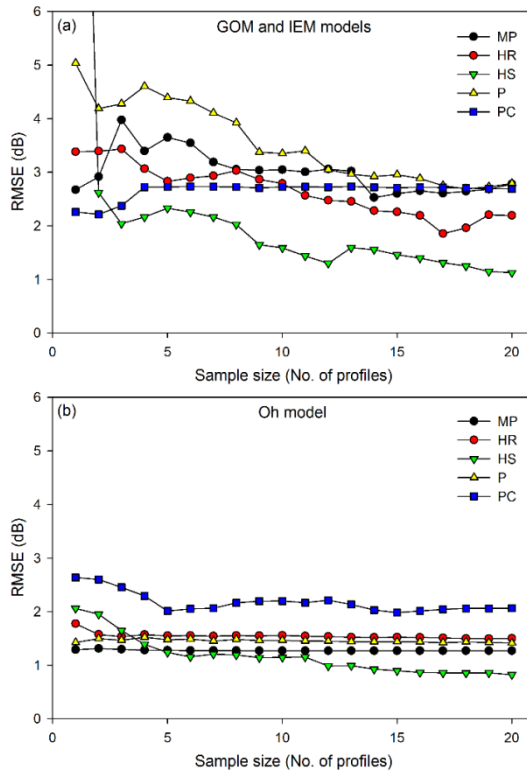 (a)
GOM and IEM models
MP
HR
HS
P
PC
6
5
4
3
2
1
0
RMSE (dB)
0
5
10
15
20
Sample size (No. of profiles)
(b)
Oh model
MP
HR
HS
P
PC
6
5
4
3
2
1
0
RMSE (dB)
0
5
10
15
20
Sample size (No. of profiles)